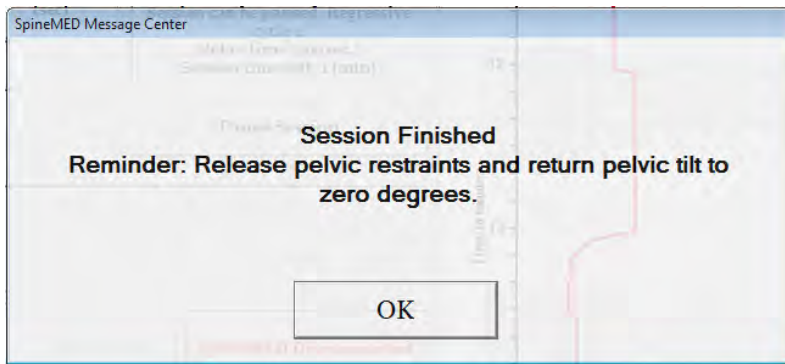 SpineMED Message Center
Session Finished
Reminder: Release pelvic restraints and return pelvic tilt to
zero degrees.
OK